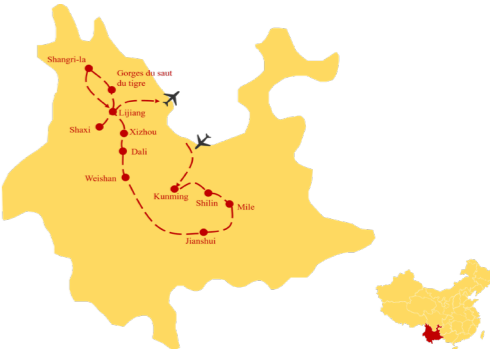 Shangri-la
Gorges du saut
du tigre
Lijiang
Shaxi
Xizhou
Dali
Weishan
Kunming
Shilin
Mile
Jianshui